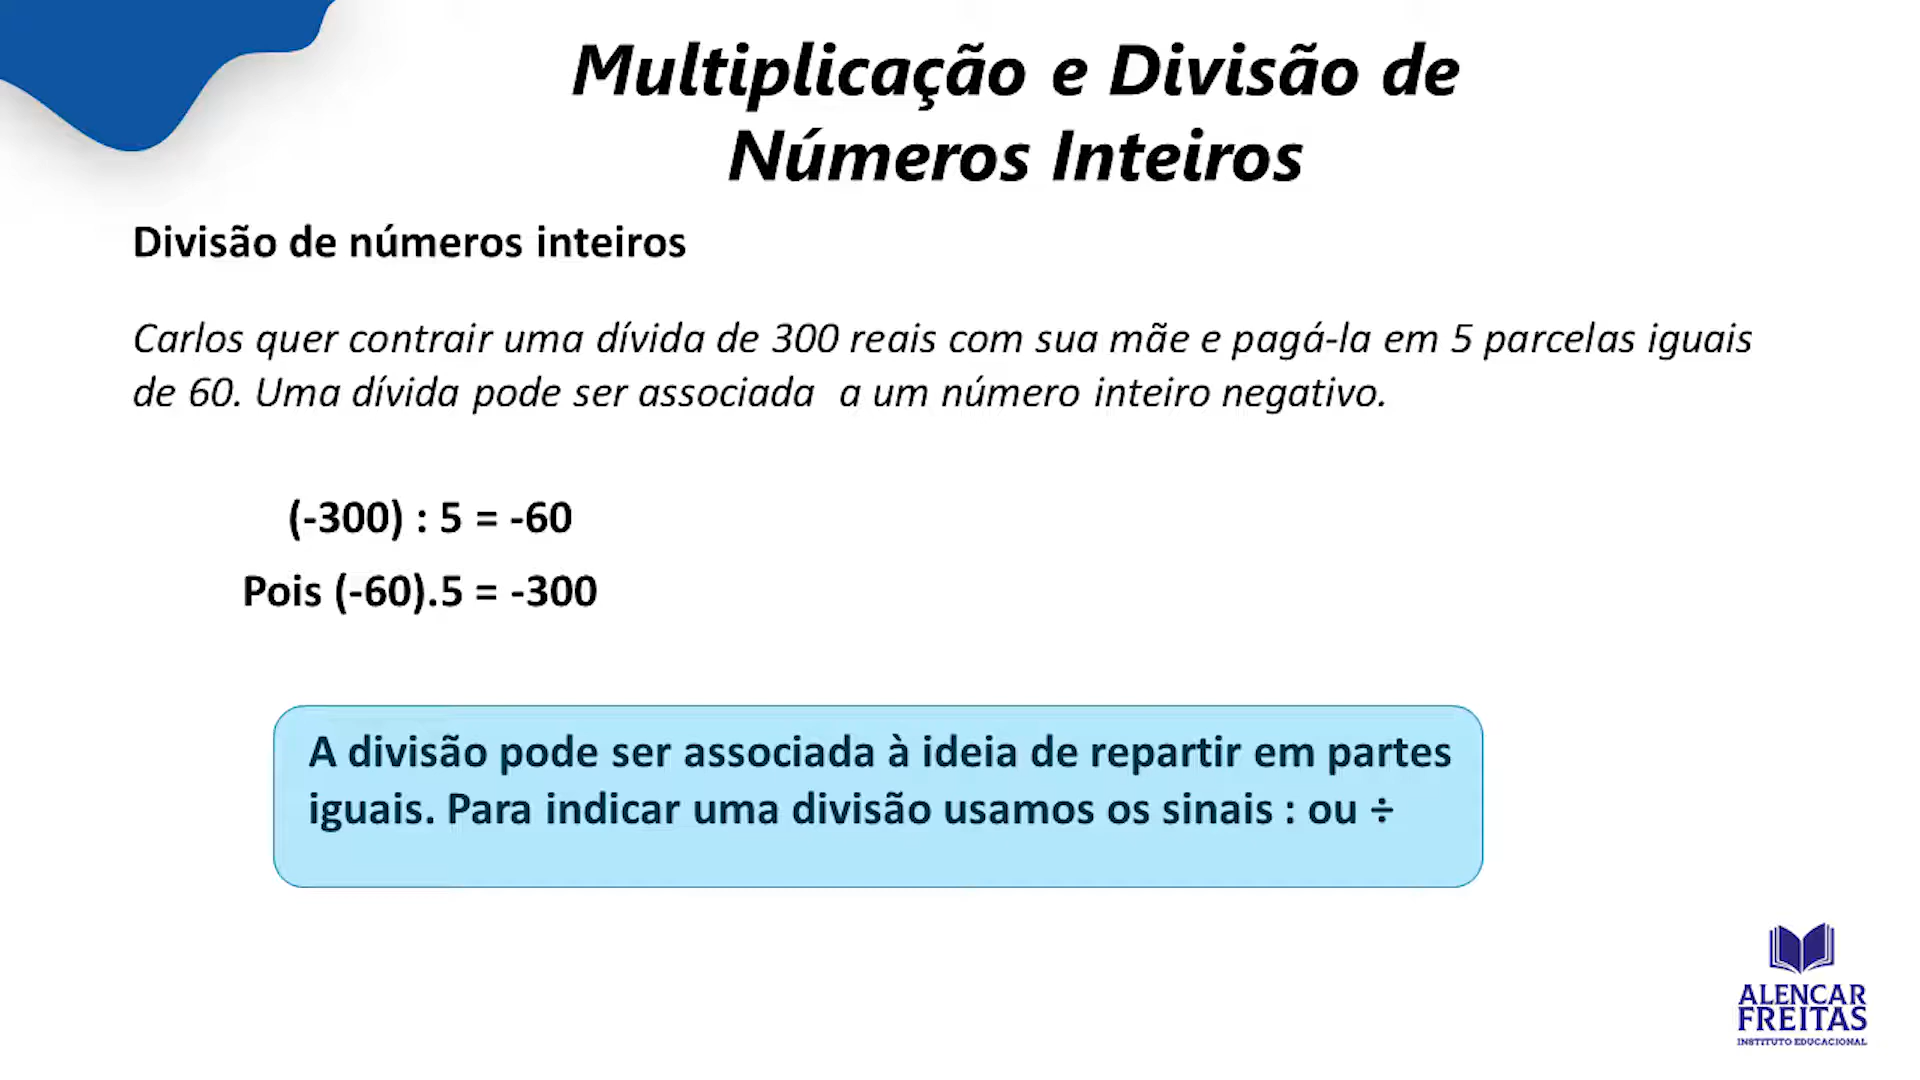 Multiplicação e Divisão de
Números Inteiros
Divisão de números inteiros
Carlos quer contrair uma dívida de 300 reais com sua mãe e pagá-la em 5 parcelas iguais
de 60. Uma dívida pode ser associada  a um número inteiro negativo.
(-300) : 5 = -60
Pois (-60).5 = -300
A divisão pode ser associada à ideia de repartir em partes
iguais. Para indicar uma divisão usamos os sinais : ou ÷
ALENCAR
FREITAS
INSTITUTO EDUCACIONAL